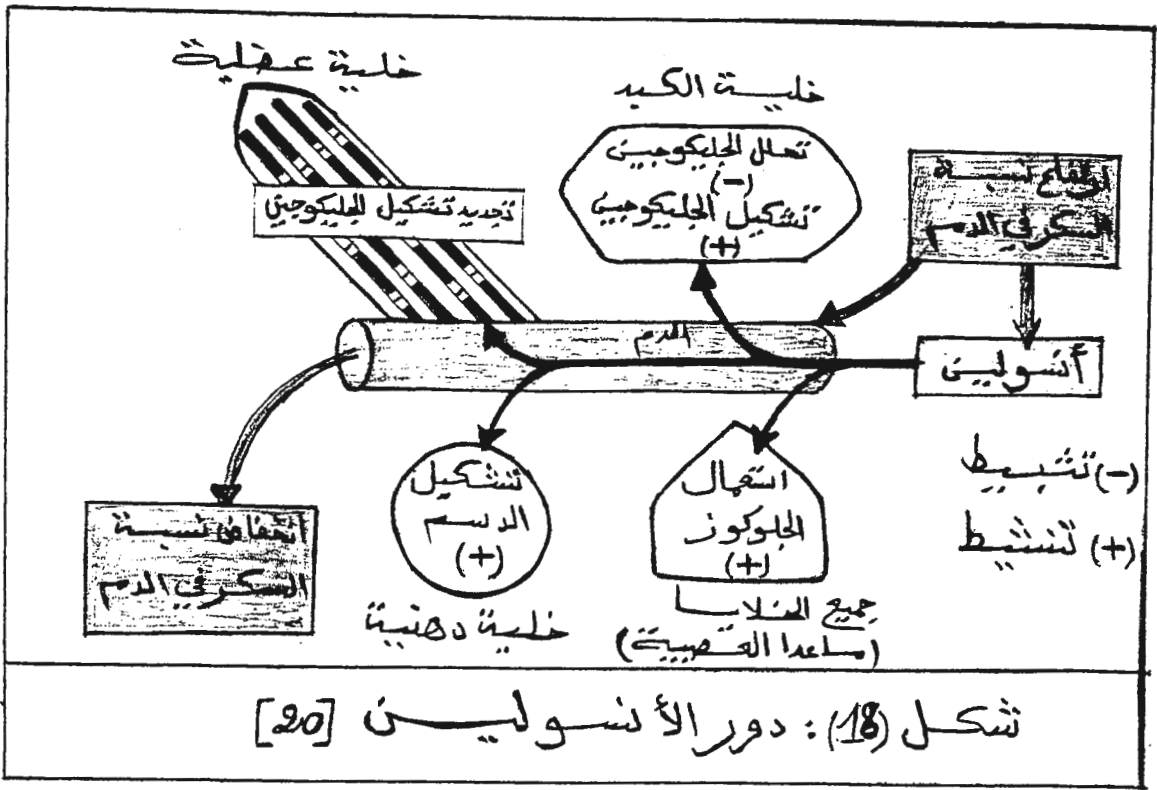 خلية عضلية
خلية الكبد
تحلل الجليكوجين
(-)
تشكيل الجليكوجين
(+)
ارتفاع نسبة
السكر في الدم
تجديد تشكيل الجليكوجين
الدم
أنسولين
(-) تثبيط
(+) تنشيط
استعمال
الجلوكوز
(+)
جميع الخلايا
(ماعدا العصبية)
تشكيل
الدسم
(+)
خلية دهنية
انخفاض نسبة
السكر في الدم
شكل (18): دور الأنسولين [20]